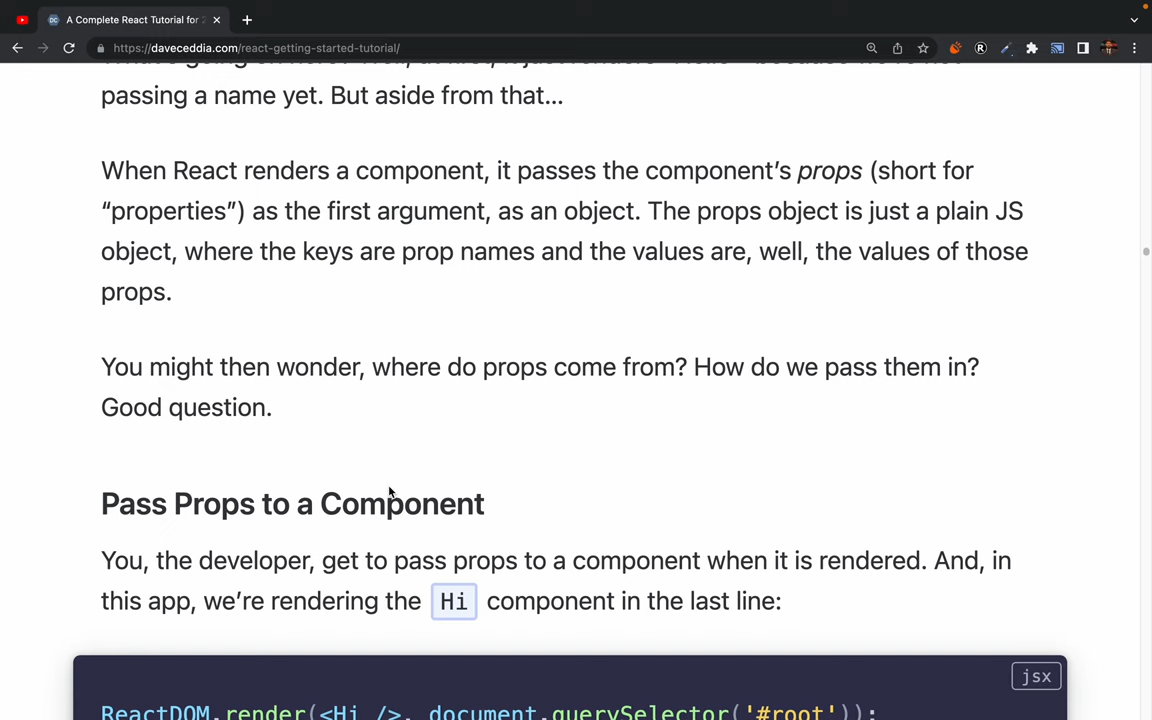 A Complete React Tutorial for 2
https://daveceddia.com/react-getting-started-tutorial/
passing a name yet. But aside from that...
When React renders a component, it passes the component’s props (short for
“properties”) as the first argument, as an object. The props object is just a plain JS
object, where the keys are prop names and the values are, well, the values of those
props.
You might then wonder, where do props come from? How do we pass them in?
Good question.
Pass Props to a Component
You, the developer, get to pass props to a component when it is rendered. And, in
this app, we’re rendering the Hi component in the last line:
jsx
ReactDOM.render(<Hi />, document.querySelector('#root'));